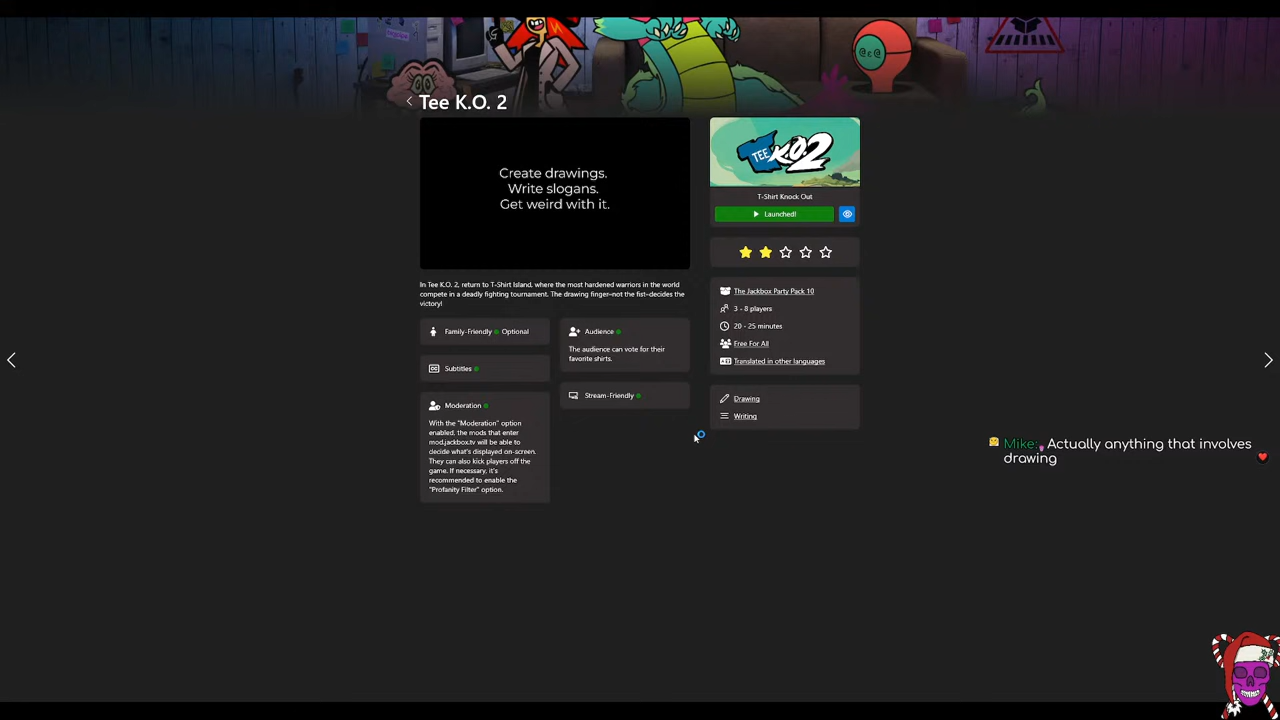 Tee K.O. 2
Create drawings.
Write slogans.
Get weird with it.
In Tee K.O. 2, return to T-Shirt Island, where the most hardened warriors in the world
compete in a deadly fighting tournament. The drawing finger–not the fist–decides the
victory!
Family-Friendly Optional
Subtitles
Moderation
With the "Moderation" option
enabled, the mods that enter
mod.jackbox.tv will be able to
decide what's displayed on-screen.
They can also kick players off the
game. If necessary, it's
recommended to enable the
"Profanity Filter" option.
Audience
The audience can vote for their
favorite shirts.
Stream-Friendly
TEE K.O. 2
T-Shirt Knock Out
Launched!
The Jackbox Party Pack 10
3 - 8 players
20 - 25 minutes
Free For All
Translated in other languages
Drawing
Writing
Mike: Actually anything that involves
drawing